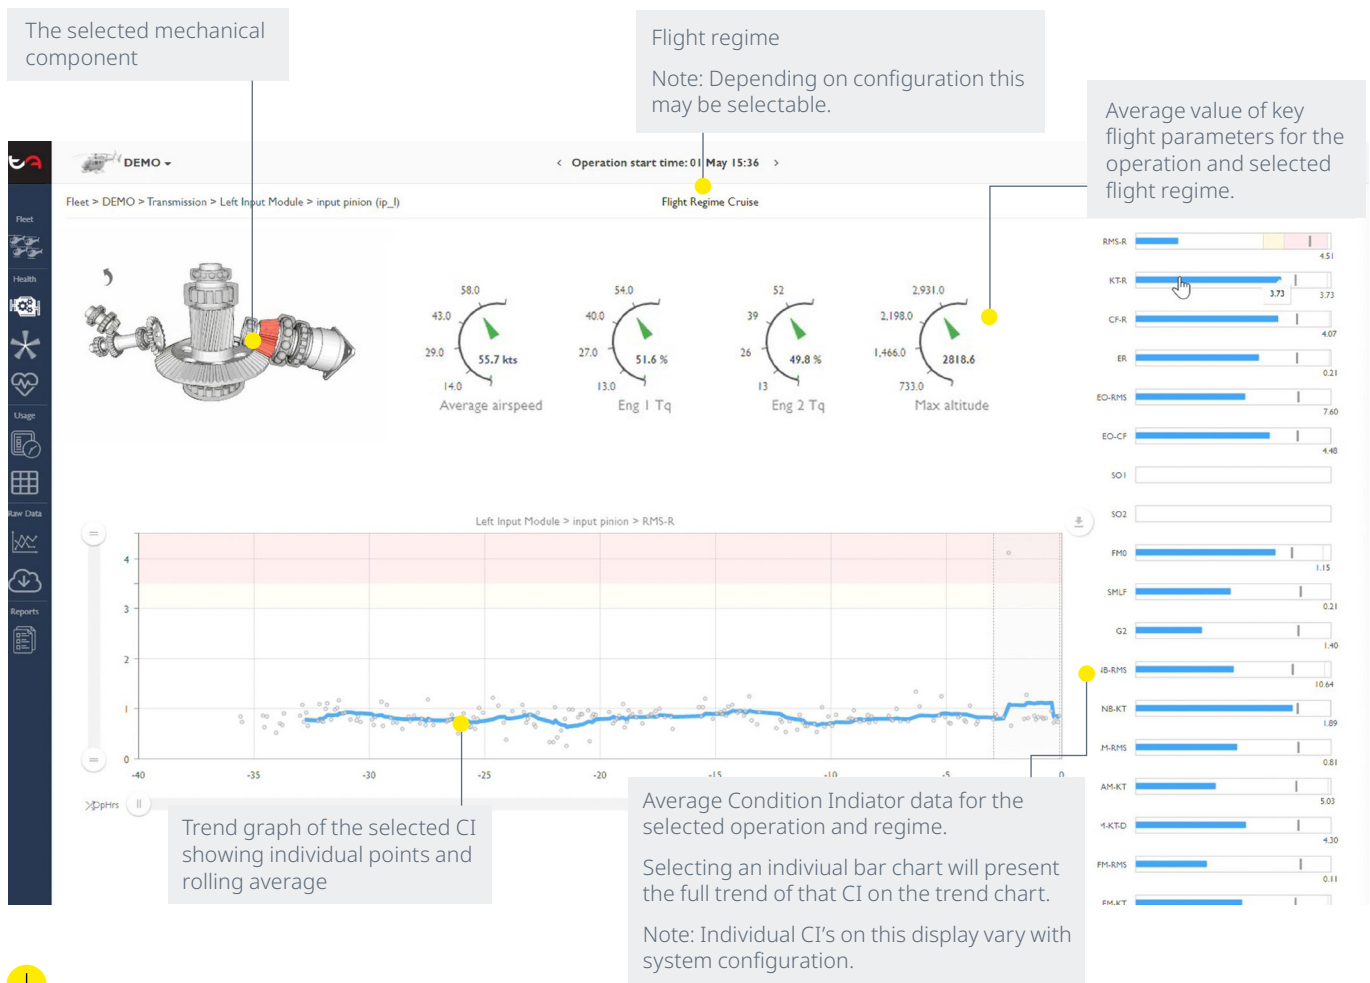 The selected mechanical
component
Flight regime
Note: Depending on configuration this
may be selectable.
Average value of key
flight parameters for the
operation and selected
flight regime.
DEMO
< Operation start time: 01 May 15:36 >
Fleet > DEMO > Transmission > Left Input Module > input pinion (ip_l)
Flight Regime Cruise
Fleet
Health
Usage
Raw Data
Reports
58.0
43.0
29.0
14.0
55.7 kts
Average airspeed
54.0
40.0
27.0
13.0
51.6 %
Eng 1 Tq
52
39
26
13
49.8 %
Eng 2 Tq
2,931.0
2,198.0
1,466.0
733.0
2818.6
Max altitude
RMS-R
4.51
KT-R
3.73
3.73
CF-R
4.07
ER
0.21
EO-RMS
7.60
EO-CF
4.48
SO1
SO2
FM0
1.15
SMLF
0.21
G2
1.40
NB-RMS
10.64
NB-KT
1.89
.M-RMS
0.81
AM-KT
5.03
4-KT-D
4.30
FM-RMS
0.11
FM-KT
Left Input Module > input pinion > RMS-R
4
3
2
1
0
-40
-35
-30
-25
-20
-15
-10
-5
0
OpHrs
Trend graph of the selected CI
showing individual points and
rolling average
Average Condition Indiator data for the
selected operation and regime.
Selecting an indiviual bar chart will present
the full trend of that CI on the trend chart.
Note: Individual CI's on this display vary with
system configuration.